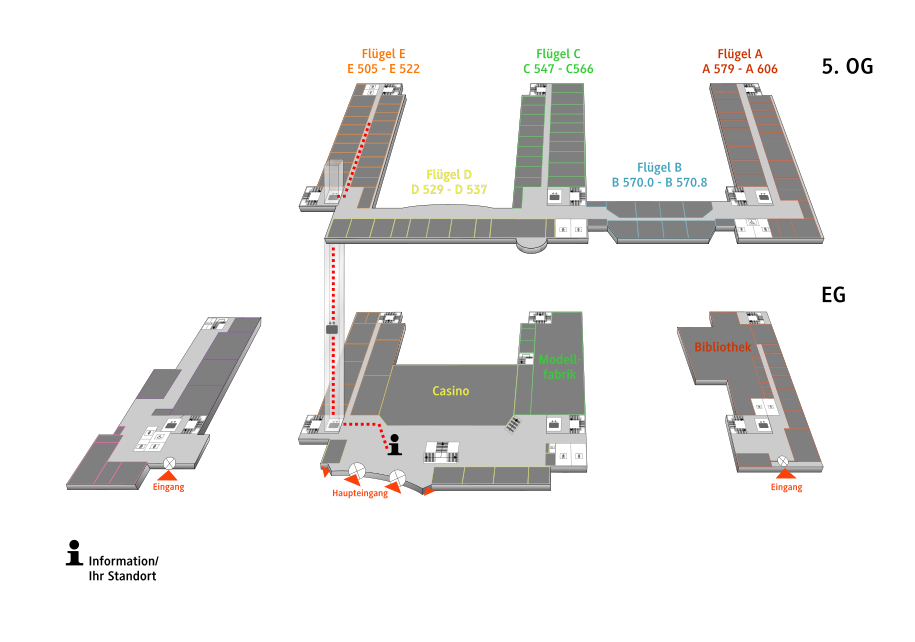 Flügel E
E 505 - E 522
Flügel C
C 547 - C566
Flügel A
A 579 - A 606
5. OG
Flügel D
D 529 - D 537
Flügel B
B 570.0 - B 570.8
EG
Bibliothek
Modell-
fabrik
Casino
Eingang
Haupteingang
Eingang
Information/
Ihr Standort